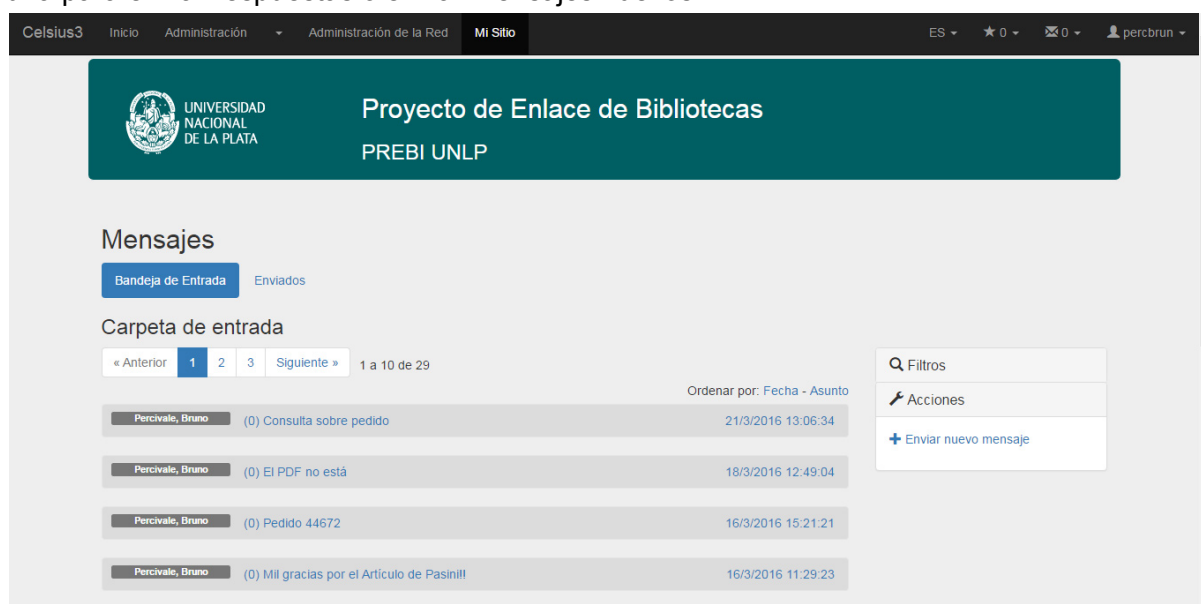 Celsius3 Inicio Administración Administración de la Red Mi Sitio ES 0 0 percbrun
UNIVERSIDAD
NACIONAL
DE LA PLATA
Proyecto de Enlace de Bibliotecas
PREBI UNLP
Mensajes
Bandeja de Entrada Enviados
Carpeta de entrada
« Anterior 1 2 3 Siguiente » 1 a 10 de 29
Ordenar por: Fecha - Asunto
Percivale, Bruno (0) Consulta sobre pedido 21/3/2016 13:06:34
Percivale, Bruno (0) El PDF no está 18/3/2016 12:49:04
Percivale, Bruno (0) Pedido 44672 16/3/2016 15:21:21
Percivale, Bruno (0) Mil gracias por el Artículo de Pasini!! 16/3/2016 11:29:23
Filtros
Acciones
+ Enviar nuevo mensaje